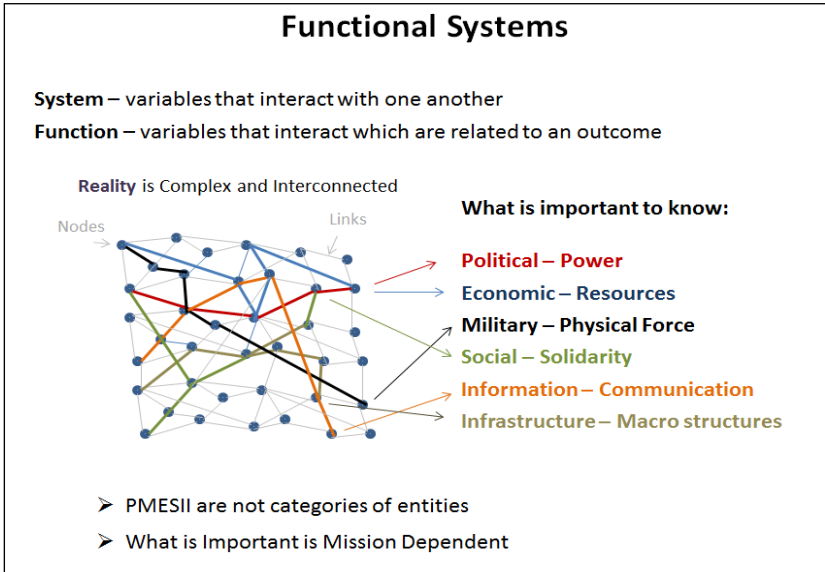 Functional Systems
System – variables that interact with one another
Function – variables that interact which are related to an outcome
Reality is Complex and Interconnected
Nodes
Links
What is important to know:
Political – Power
Economic – Resources
Military – Physical Force
Social – Solidarity
Information – Communication
Infrastructure – Macro structures
➢ PMESII are not categories of entities
➢ What is Important is Mission Dependent